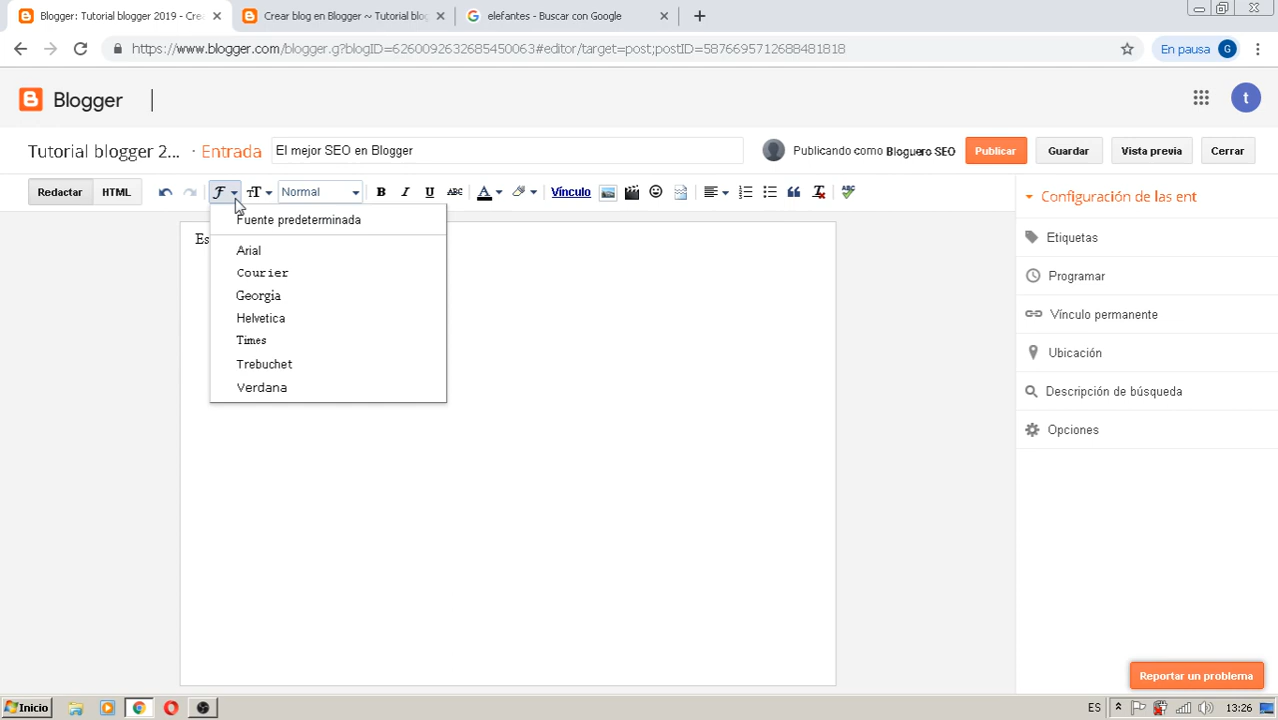 Blogger: Tutorial blogger 2019 - Cre
Crear blog en Blogger ~ Tutorial blog
elefantes - Buscar con Google
https://www.blogger.com/blogger.g?blogID=6260092632685450063#editor/target=post;postID=5876695712688481818
En pausa G
Blogger
t
Tutorial blogger 2... · Entrada
El mejor SEO en Blogger
Publicando como Bloguero SEO
Publicar
Guardar
Vista previa
Cerrar
Redactar
HTML
Normal
B I U ABC A
Vínculo
Fuente predeterminada
Es
Arial
Courier
Georgia
Helvetica
Times
Trebuchet
Verdana
Configuración de las ent
Etiquetas
Programar
Vínculo permanente
Ubicación
Descripción de búsqueda
Opciones
Reportar un problema
Inicio
ES
13:26